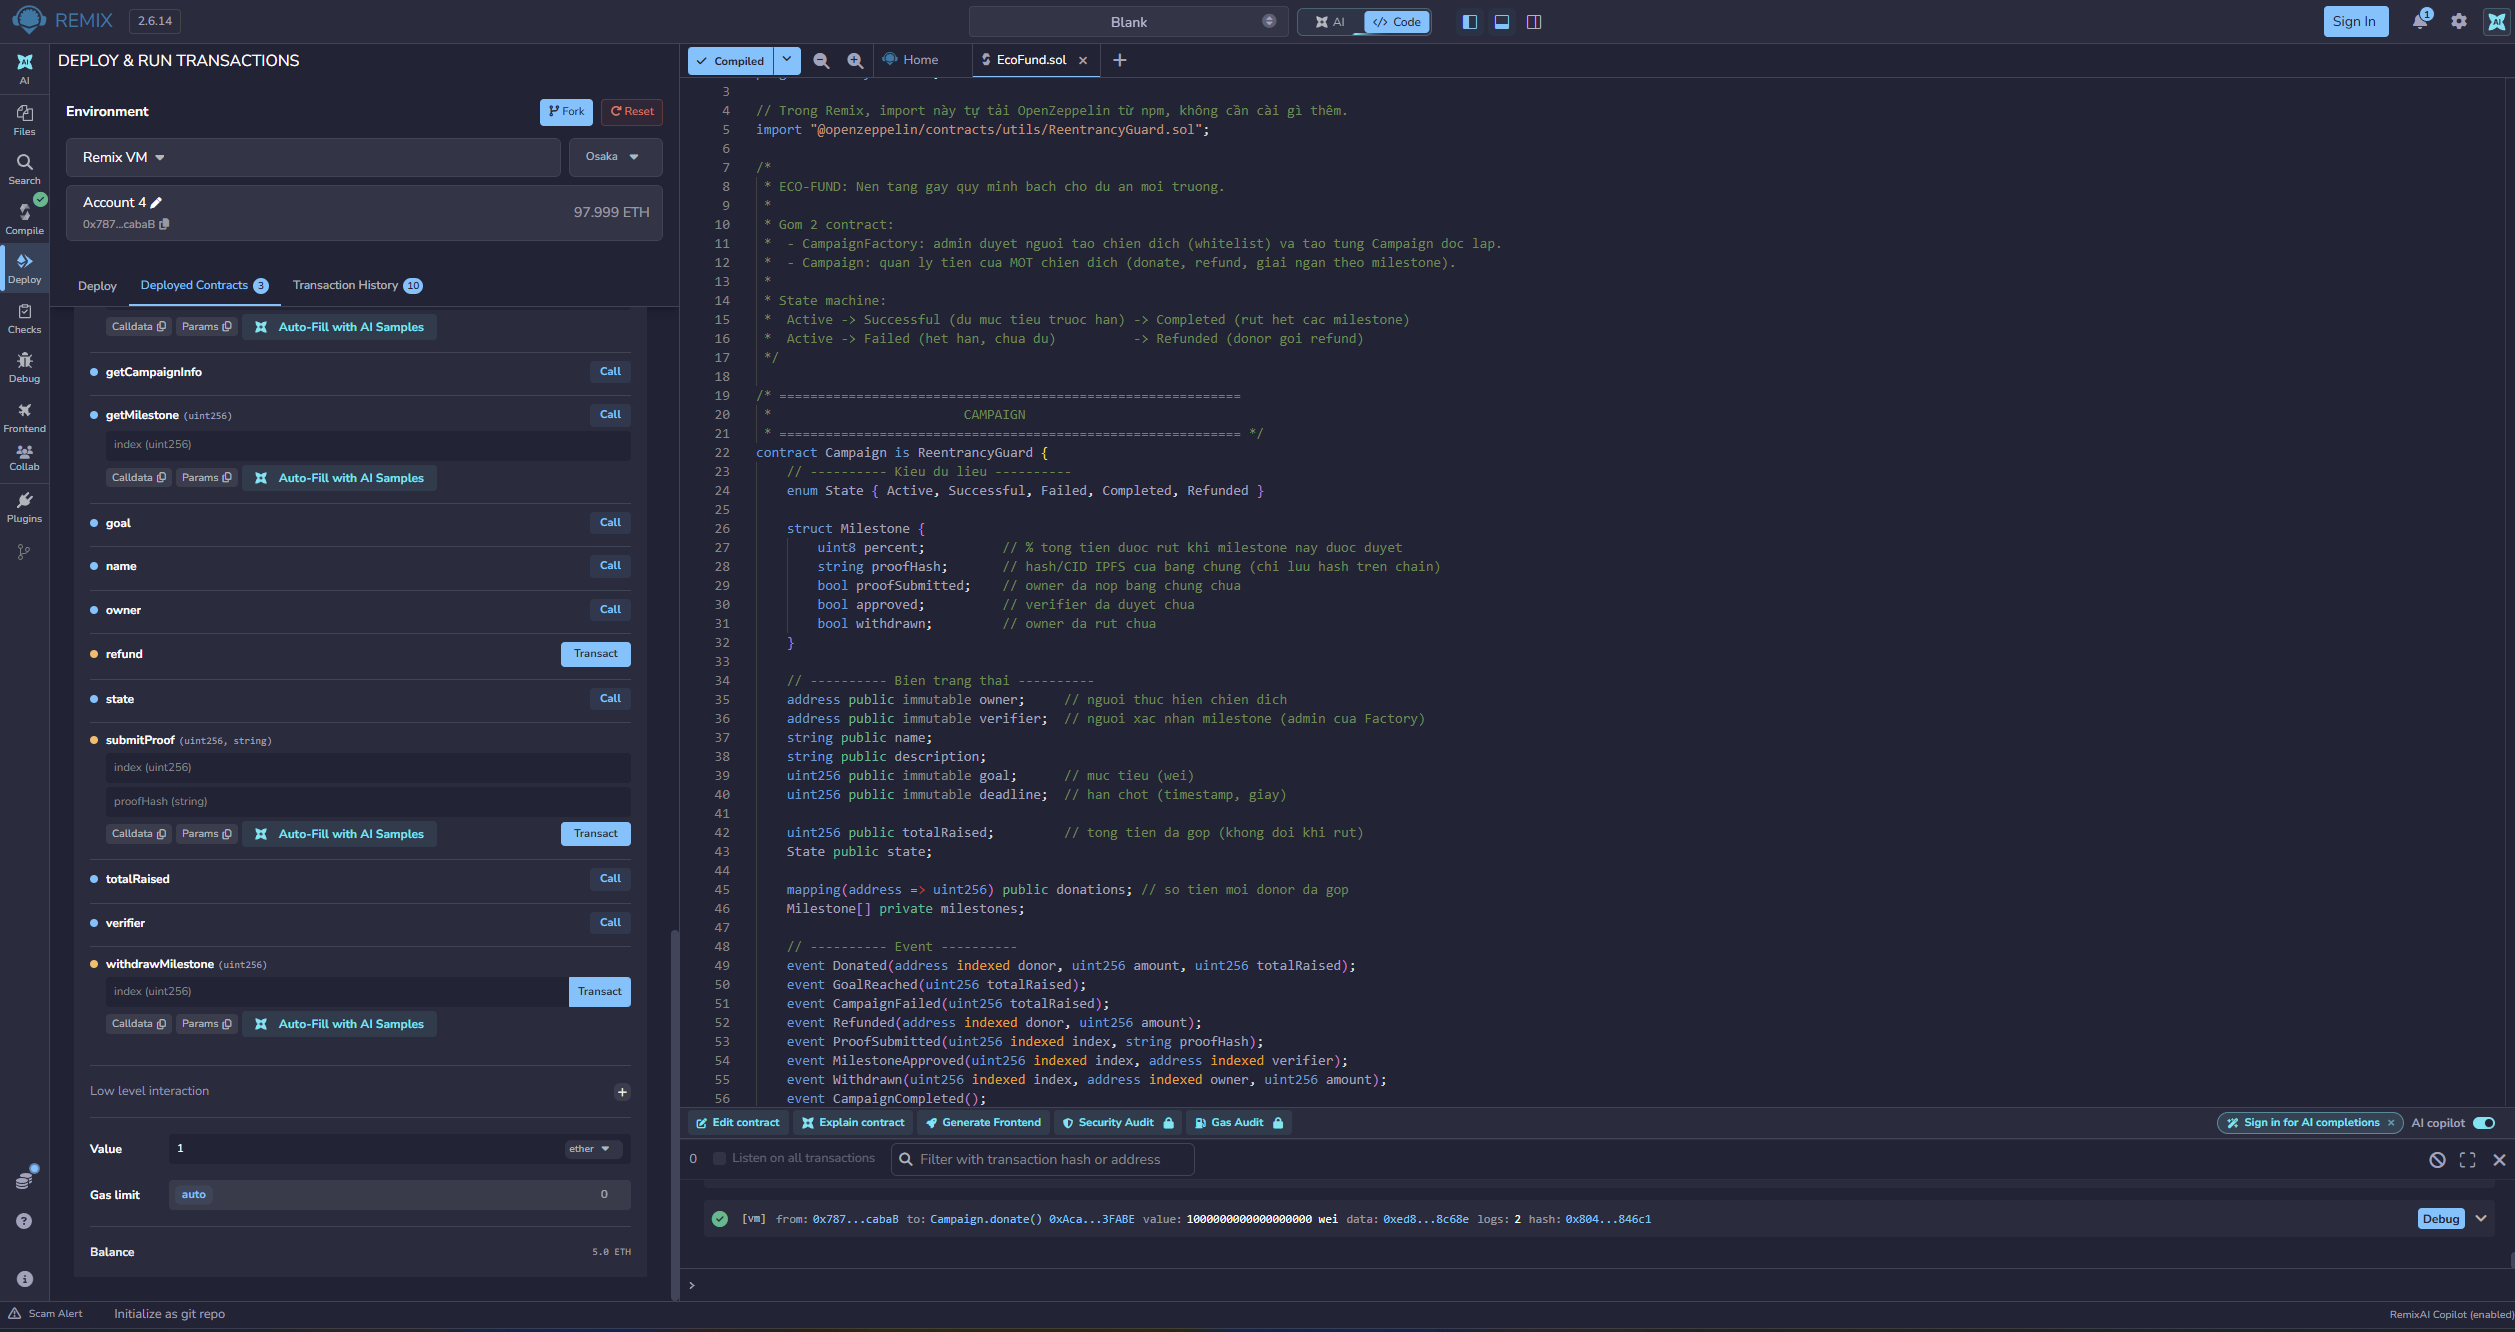 REMIX 2.6.14
Blank
AI </> Code
Sign In
1
AI
DEPLOY & RUN TRANSACTIONS
AI
Files
Search
Compile
Deploy
Checks
Debug
Frontend
Collab
Plugins
Environment
Fork
Reset
Remix VM
Osaka
Account 4
0x787...cabaB
97.999 ETH
Deploy
Deployed Contracts 3
Transaction History 10
Calldata Params Auto-Fill with AI Samples
getCampaignInfo Call
getMilestone (uint256) Call
index (uint256)
Calldata Params Auto-Fill with AI Samples
goal Call
name Call
owner Call
refund Transact
state Call
submitProof (uint256, string)
index (uint256)
proofHash (string)
Calldata Params Auto-Fill with AI Samples Transact
totalRaised Call
verifier Call
withdrawMilestone (uint256)
index (uint256) Transact
Calldata Params Auto-Fill with AI Samples
Low level interaction
Value 1 ether
Gas limit auto 0
Balance 5.0 ETH
Compiled
Home
EcoFund.sol
3
4 // Trong Remix, import này tự tải OpenZeppelin từ npm, không cần cài gì thêm.
5 import "@openzeppelin/contracts/utils/ReentrancyGuard.sol";
6
7 /*
8 * ECO-FUND: Nen tang gay quy minh bach cho du an moi truong.
9 *
10 * Gom 2 contract:
11 * - CampaignFactory: admin duyet nguoi tao chien dich (whitelist) va tao tung Campaign doc lap.
12 * - Campaign: quan ly tien cua MOT chien dich (donate, refund, giai ngan theo milestone).
13 *
14 * State machine:
15 * Active -> Successful (du muc tieu truoc han) -> Completed (rut het cac milestone)
16 * Active -> Failed (het han, chua du) -> Refunded (donor goi refund)
17 */
18
19 /* ============================================================
20 * CAMPAIGN
21 * ============================================================ */
22 contract Campaign is ReentrancyGuard {
23 // ---------- Kieu du lieu ----------
24 enum State { Active, Successful, Failed, Completed, Refunded }
25
26 struct Milestone {
27 uint8 percent; // % tong tien duoc rut khi milestone nay duoc duyet
28 string proofHash; // hash/CID IPFS cua bang chung (chi luu hash tren chain)
29 bool proofSubmitted; // owner da nop bang chung chua
30 bool approved; // verifier da duyet chua
31 bool withdrawn; // owner da rut chua
32 }
33
34 // ---------- Bien trang thai ----------
35 address public immutable owner; // nguoi thuc hien chien dich
36 address public immutable verifier; // nguoi xac nhan milestone (admin cua Factory)
37 string public name;
38 string public description;
39 uint256 public immutable goal; // muc tieu (wei)
40 uint256 public immutable deadline; // han chot (timestamp, giay)
41
42 uint256 public totalRaised; // tong tien da gop (khong doi khi rut)
43 State public state;
44
45 mapping(address => uint256) public donations; // so tien moi donor da gop
46 Milestone[] private milestones;
47
48 // ---------- Event ----------
49 event Donated(address indexed donor, uint256 amount, uint256 totalRaised);
50 event GoalReached(uint256 totalRaised);
51 event CampaignFailed(uint256 totalRaised);
52 event Refunded(address indexed donor, uint256 amount);
53 event ProofSubmitted(uint256 indexed index, string proofHash);
54 event MilestoneApproved(uint256 indexed index, address indexed verifier);
55 event Withdrawn(uint256 indexed index, address indexed owner, uint256 amount);
56 event CampaignCompleted();
Edit contract
Explain contract
Generate Frontend
Security Audit
Gas Audit
Sign in for AI completions ×
AI copilot
0 Listen on all transactions
Filter with transaction hash or address
[vm] from: 0x787...cabaB to: Campaign.donate() 0xAca...3FABE value: 1000000000000000000 wei data: 0xed8...8c68e logs: 2 hash: 0x804...846c1
Debug
>
Scam Alert
Initialize as git repo
RemixAI Copilot (enabled)